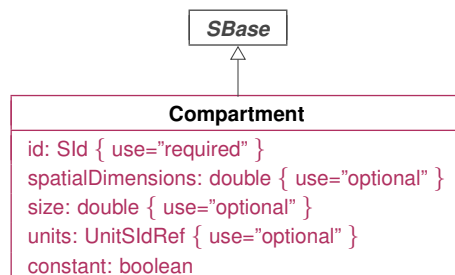 SBase
Compartment
id: SId { use=”required” }
spatialDimensions: double { use=”optional” }
size: double { use=”optional” }
units: UnitSIdRef { use=”optional” }
constant: boolean